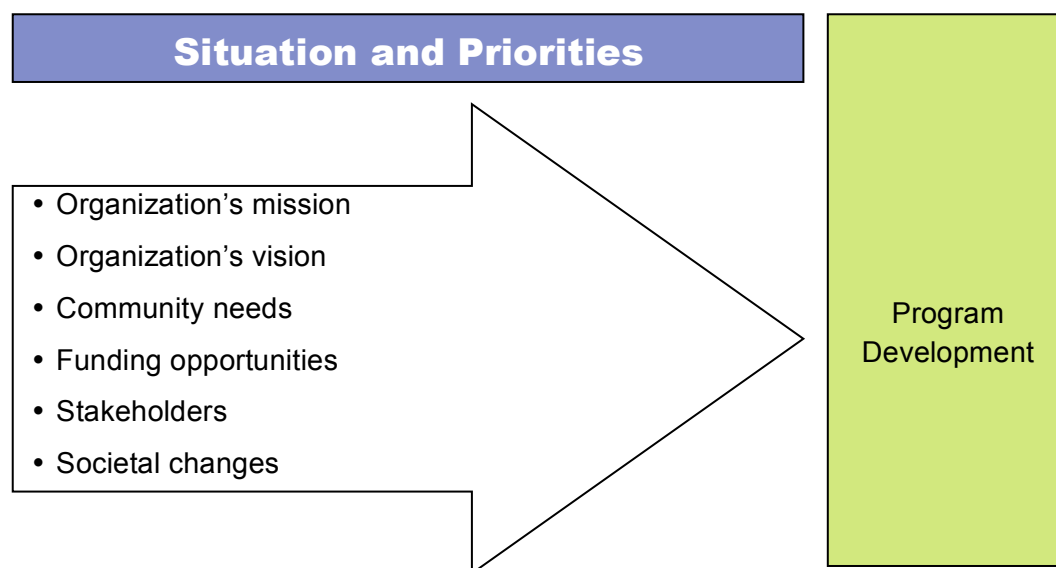 Situation and Priorities
• Organization’s mission
• Organization’s vision
• Community needs
• Funding opportunities
• Stakeholders
• Societal changes
Program
Development